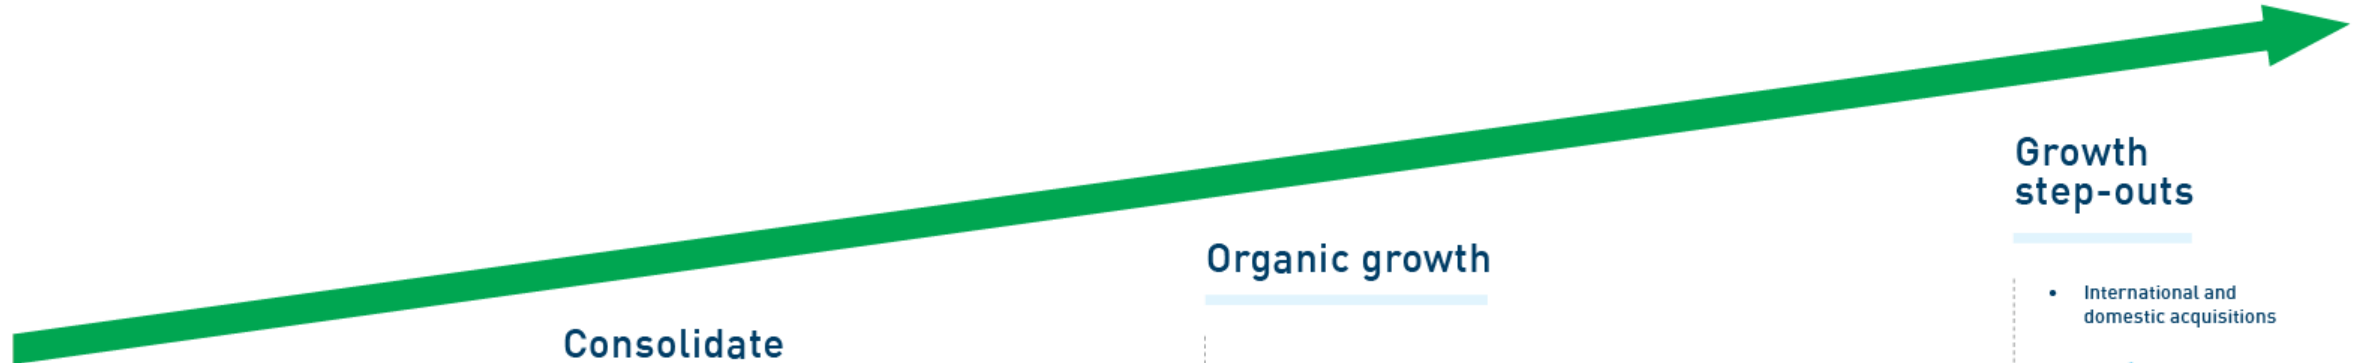 Growth
step-outs
Organic growth
• International and
domestic acquisitions
Consolidate